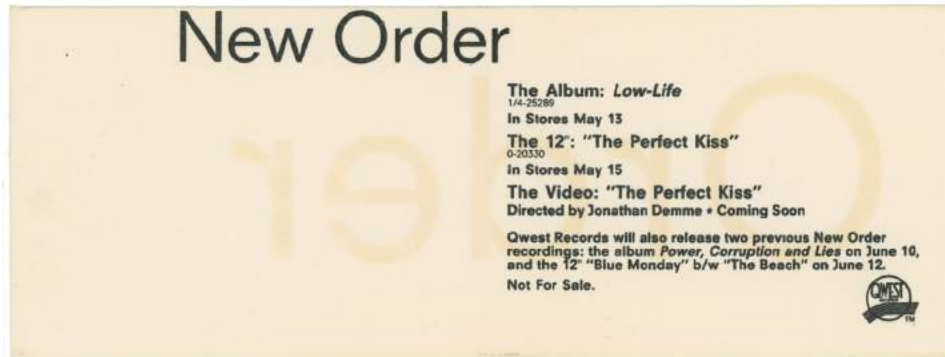 New Order
The Album: Low-Life
1/4-25289
In Stores May 13
The 12": "The Perfect Kiss"
0-20330
In Stores May 15
The Video: "The Perfect Kiss"
Directed by Jonathan Demme • Coming Soon
Qwest Records will also release two previous New Order
recordings: the album Power, Corruption and Lies on June 10,
and the 12" "Blue Monday" b/w "The Beach" on June 12.
Not For Sale.
QWEST
TM
Order